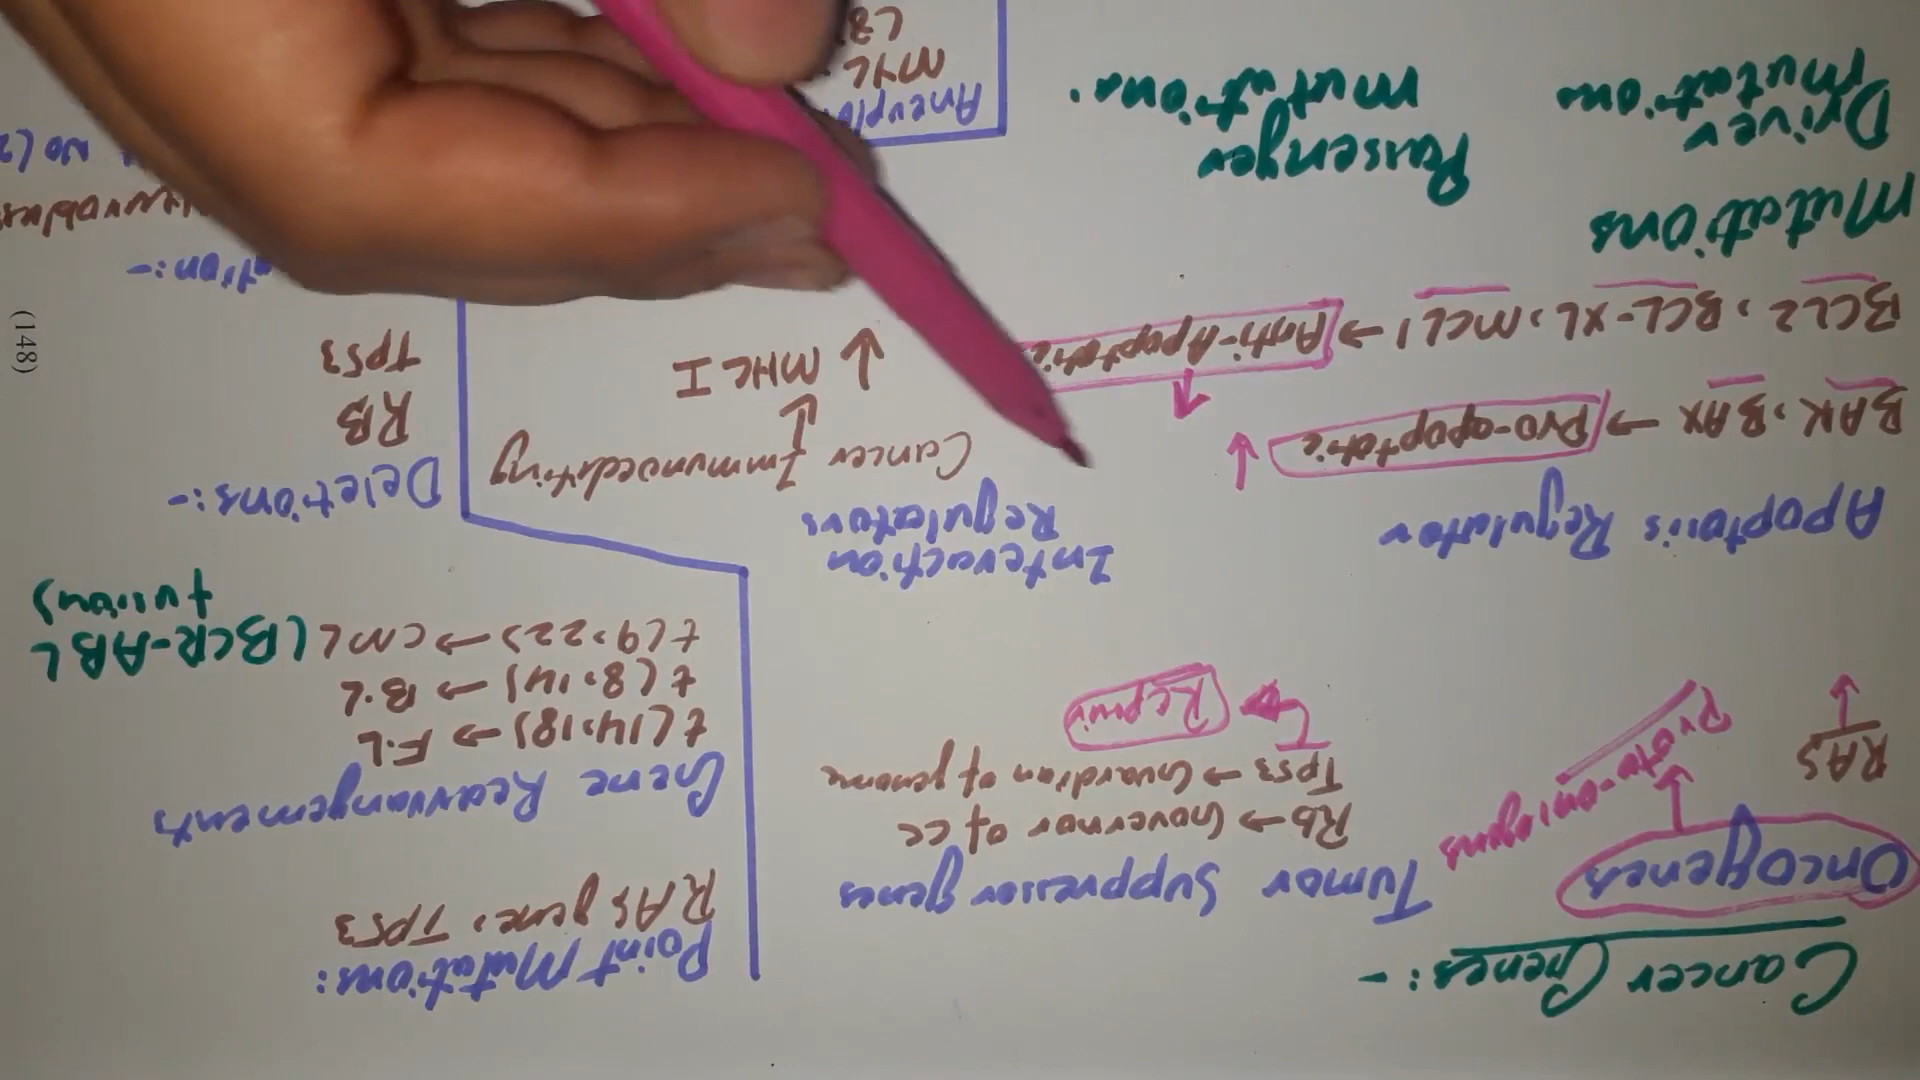 Cancer Genes:-
Oncogenes
RAS
Proto-oncogenes
Tumor Suppressor genes
Rb → Governor of CC
TP53 → Guardian of genome
Repair
Apoptosis Regulator
BAK, BAX → Pro-apoptotic
BCL2, BCL-XL, MCL1 → Anti-Apoptotic
Interaction
Regulators
Cancer Immunoediting
MHC I
Mutations
Driver
Mutations
Passenger
Mutations.
Point Mutations:
RAS gene, TP53
Gene Rearrangements
t(14,18) → F.L
t(8,14) → B.L
t(9,22) → CML (BCR-ABL
fusion)
Deletions:-
RB
TP53
MYC
(148)